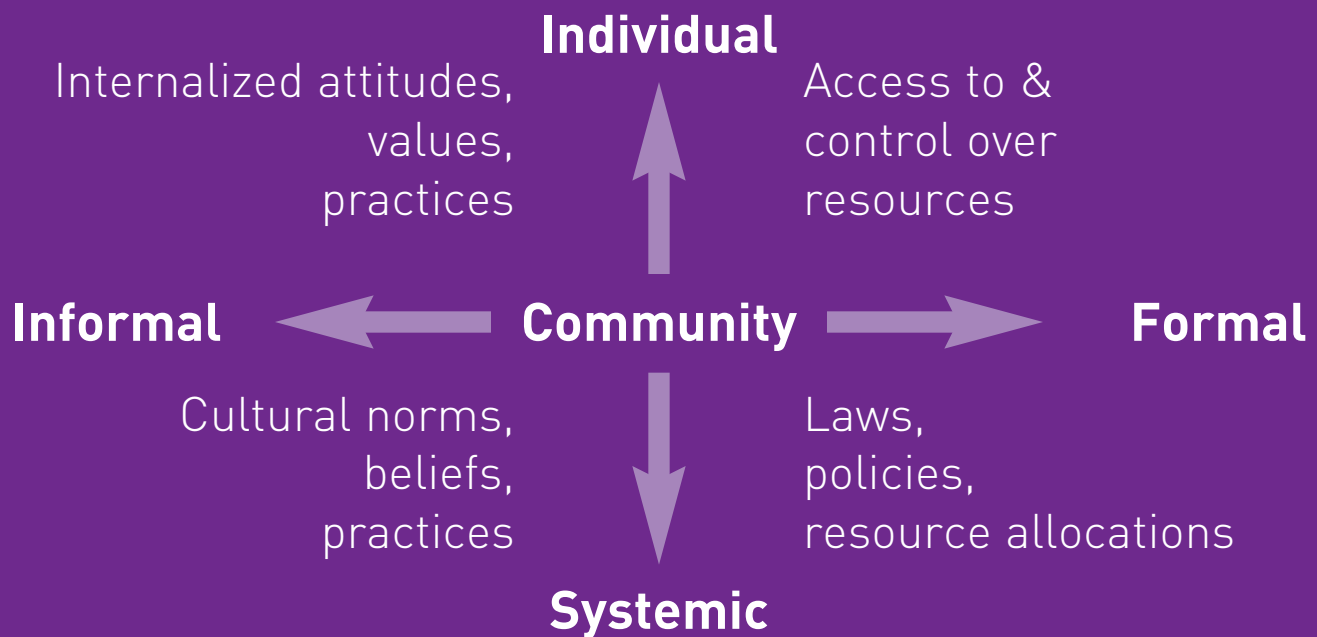 Individual
Internalized attitudes,
values,
practices
Access to &
control over
resources
Informal
Community
Formal
Cultural norms,
beliefs,
practices
Laws,
policies,
resource allocations
Systemic